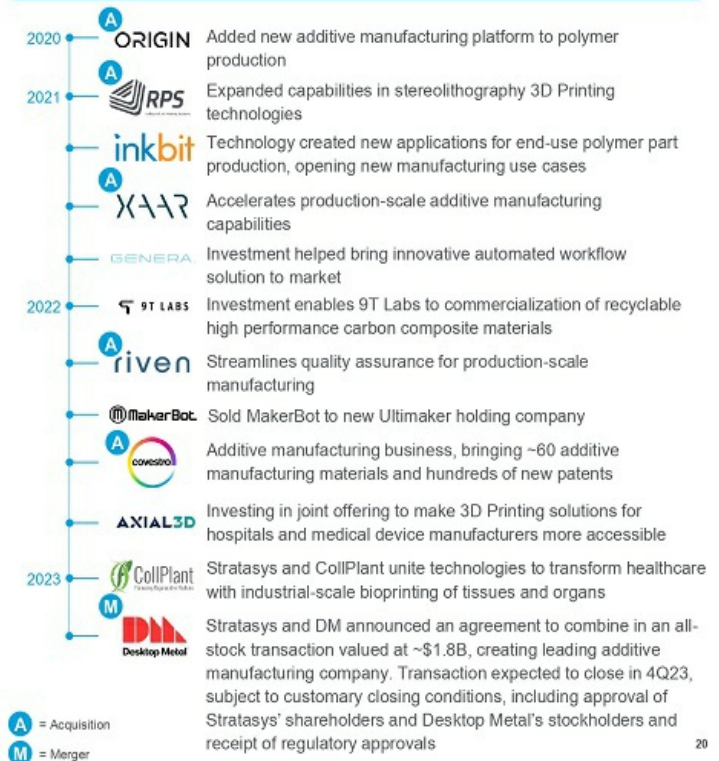 A
2020 ORIGIN Added new additive manufacturing platform to polymer
production
A
2021 RPS Expanded capabilities in stereolithography 3D Printing
technologies
inkbit Technology created new applications for end-use polymer part
production, opening new manufacturing use cases
A
XAAR Accelerates production-scale additive manufacturing
capabilities
GENERA Investment helped bring innovative automated workflow
solution to market
2022 9T LABS Investment enables 9T Labs to commercialization of recyclable
high performance carbon composite materials
A
riven Streamlines quality assurance for production-scale
manufacturing
MakerBot Sold MakerBot to new Ultimaker holding company
A
covestro Additive manufacturing business, bringing ~60 additive
manufacturing materials and hundreds of new patents
AXIAL3D Investing in joint offering to make 3D Printing solutions for
hospitals and medical device manufacturers more accessible
2023 CollPlant Stratasys and CollPlant unite technologies to transform healthcare
with industrial-scale bioprinting of tissues and organs
M
DM Stratasys and DM announced an agreement to combine in an all-
Desktop Metal stock transaction valued at ~$1.8B, creating leading additive
manufacturing company. Transaction expected to close in 4Q23,
subject to customary closing conditions, including approval of
A = Acquisition Stratasys' shareholders and Desktop Metal's stockholders and
M = Merger receipt of regulatory approvals 20